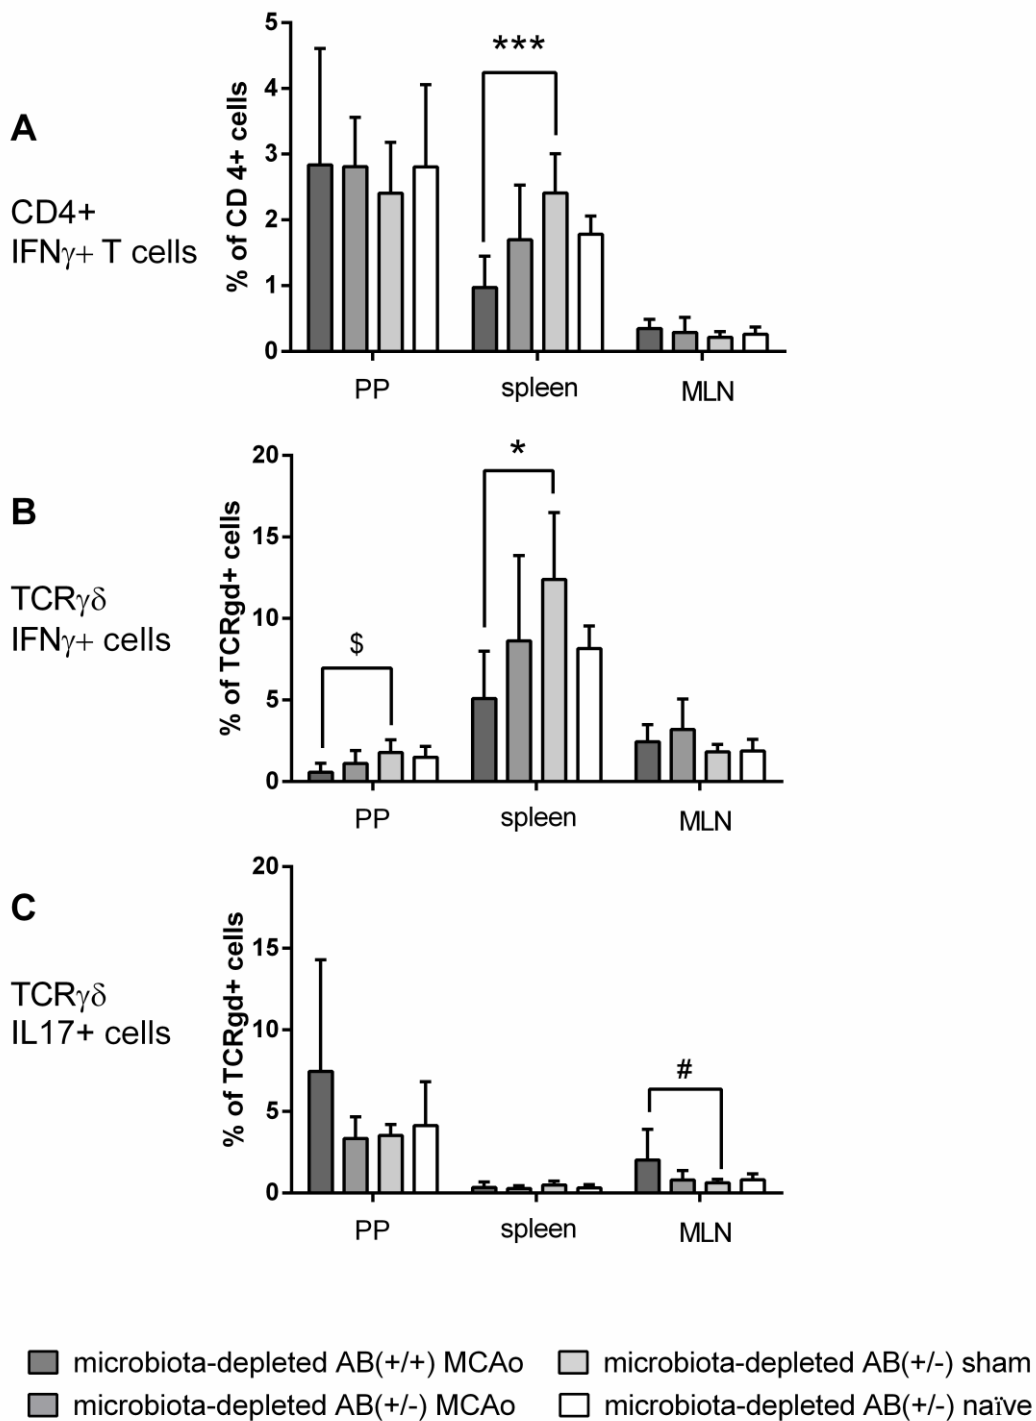 A
CD4+
IFNγ+ T cells
% of CD 4+ cells
5
4
3
2
1
0
***
PP
spleen
MLN
B
TCRγδ
IFNγ+ cells
% of TCRgd+ cells
20
15
10
5
0
$
*
PP
spleen
MLN
C
TCRγδ
IL17+ cells
% of TCRgd+ cells
20
15
10
5
0
#
PP
spleen
MLN
microbiota-depleted AB(+/+) MCAo
microbiota-depleted AB(+/-) sham
microbiota-depleted AB(+/-) MCAo
microbiota-depleted AB(+/-) naïve